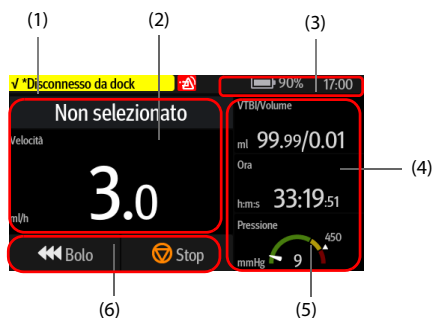 (1)
(2)
(3)
√ *Disconnesso da dock
90% 17:00
Non selezionato
Velocità
3.0
ml/h
VTBI/Volume
ml 99.99/0.01
Ora
h:m:s 33:19:51
Pressione
450
mmHg 9
(4)
Bolo
Stop
(6)
(5)